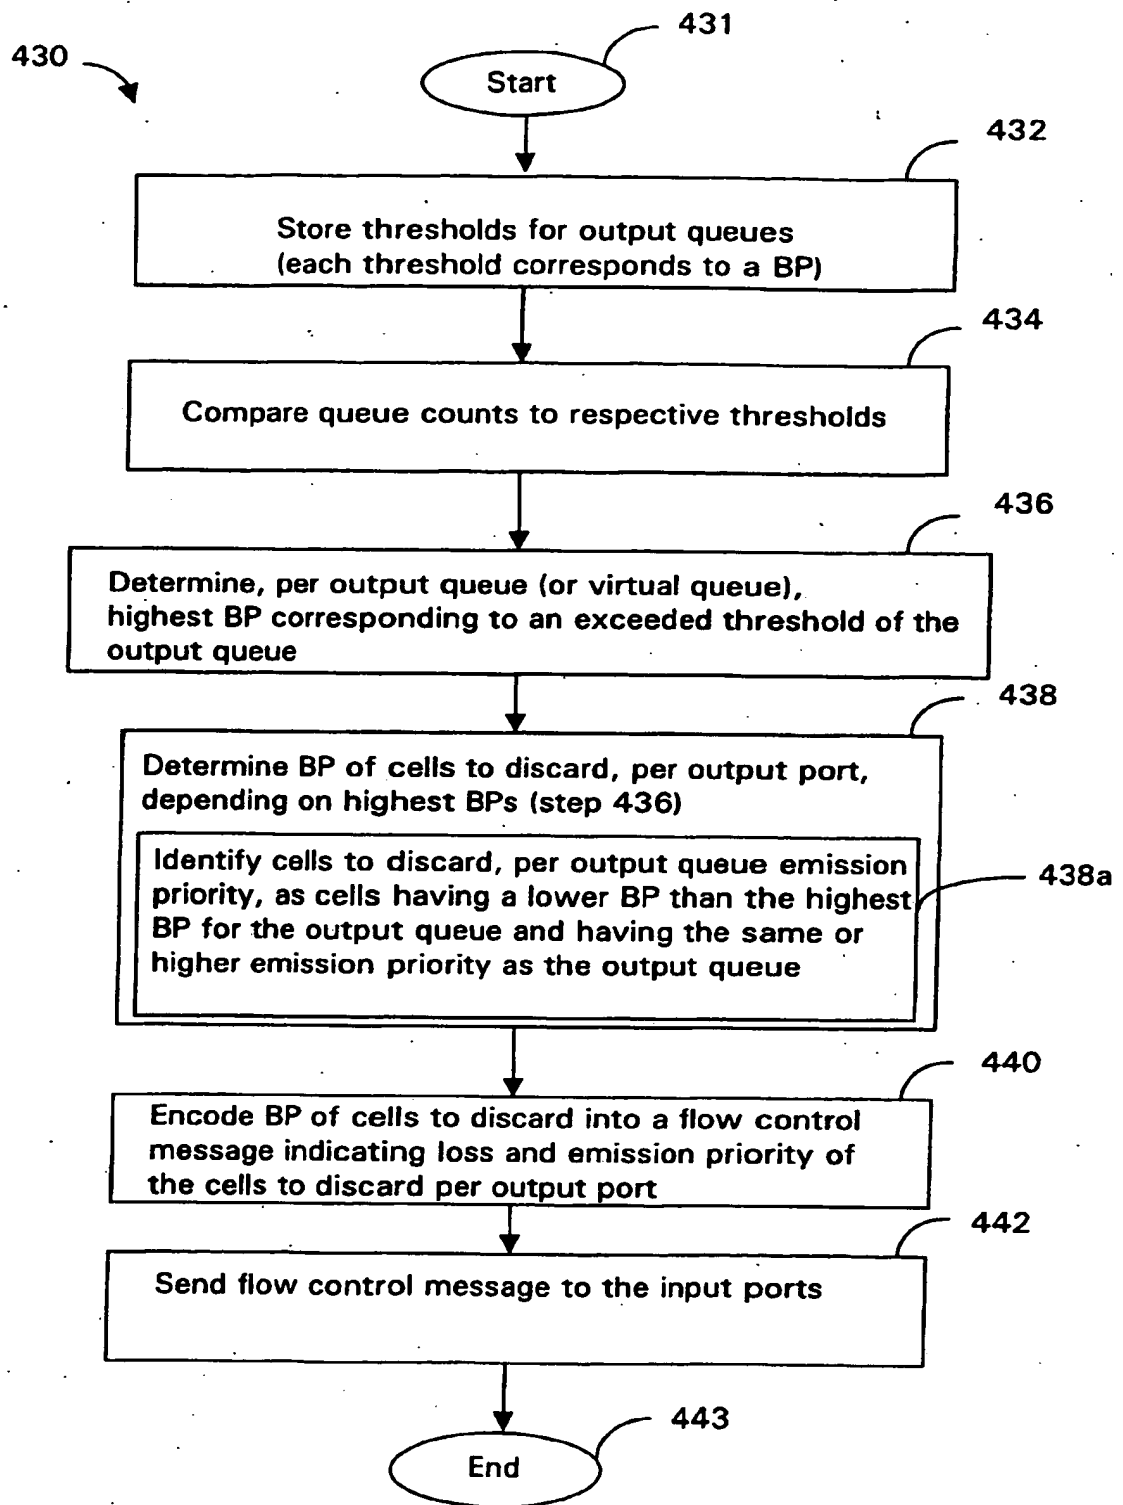 430
431
Start
432
Store thresholds for output queues
(each threshold corresponds to a BP)
434
Compare queue counts to respective thresholds
436
Determine, per output queue (or virtual queue),
highest BP corresponding to an exceeded threshold of the
output queue
438
Determine BP of cells to discard, per output port,
depending on highest BPs (step 436)
Identify cells to discard, per output queue emission
priority, as cells having a lower BP than the highest
BP for the output queue and having the same or
higher emission priority as the output queue
438a
440
Encode BP of cells to discard into a flow control
message indicating loss and emission priority of
the cells to discard per output port
442
Send flow control message to the input ports
443
End